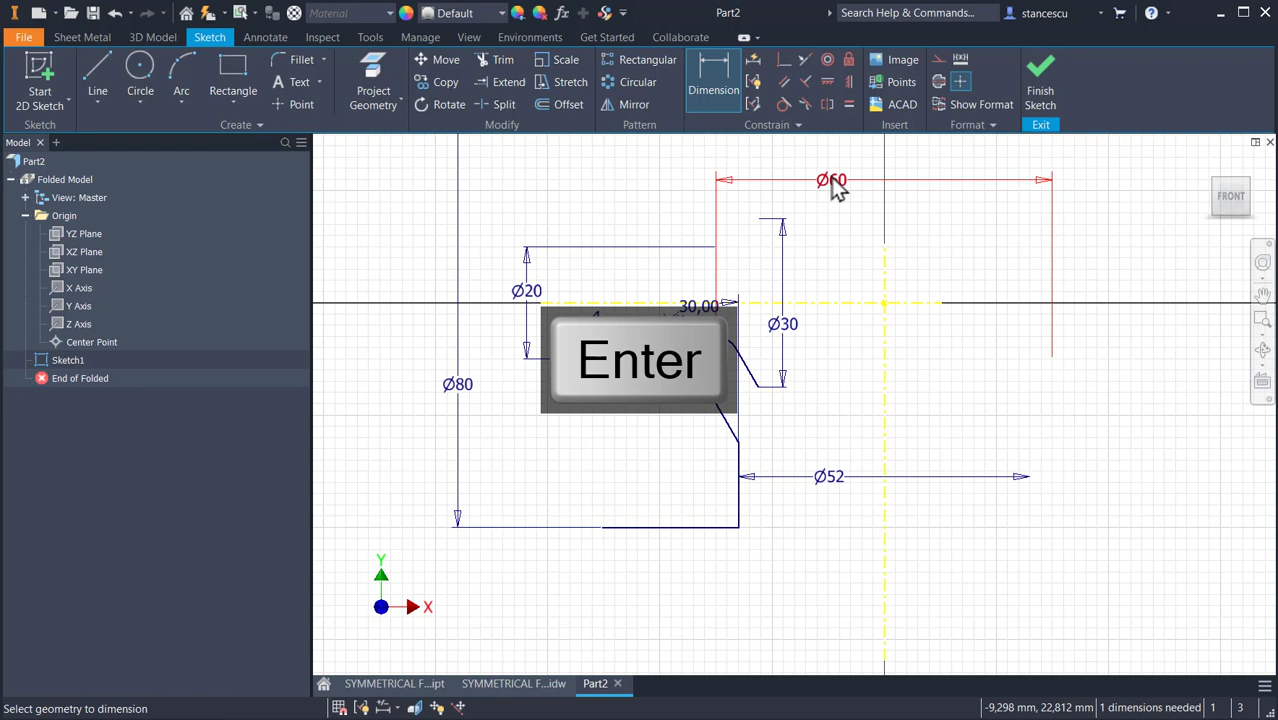 Material
Default
Part2
Search Help & Commands...
stancescu
File
Sheet Metal
3D Model
Sketch
Annotate
Inspect
Tools
Manage
View
Environments
Get Started
Collaborate
Start
2D Sketch
Line
Circle
Arc
Rectangle
Fillet
Text
Point
Project
Geometry
Move
Copy
Rotate
Trim
Extend
Split
Scale
Stretch
Offset
Rectangular
Circular
Mirror
Dimension
Image
Points
ACAD
Show Format
Finish
Sketch
Sketch
Create
Modify
Pattern
Constrain
Insert
Format
Exit
Model
Part2
Folded Model
View: Master
Origin
YZ Plane
XZ Plane
XY Plane
X Axis
Y Axis
Z Axis
Center Point
Sketch1
End of Folded
Ø60
FRONT
Ø20
30,00
Ø30
Enter
Ø80
Ø52
Y
X
SYMMETRICAL F...ipt
SYMMETRICAL F...idw
Part2
Select geometry to dimension
-9,298 mm, 22,812 mm
1 dimensions needed
1
3